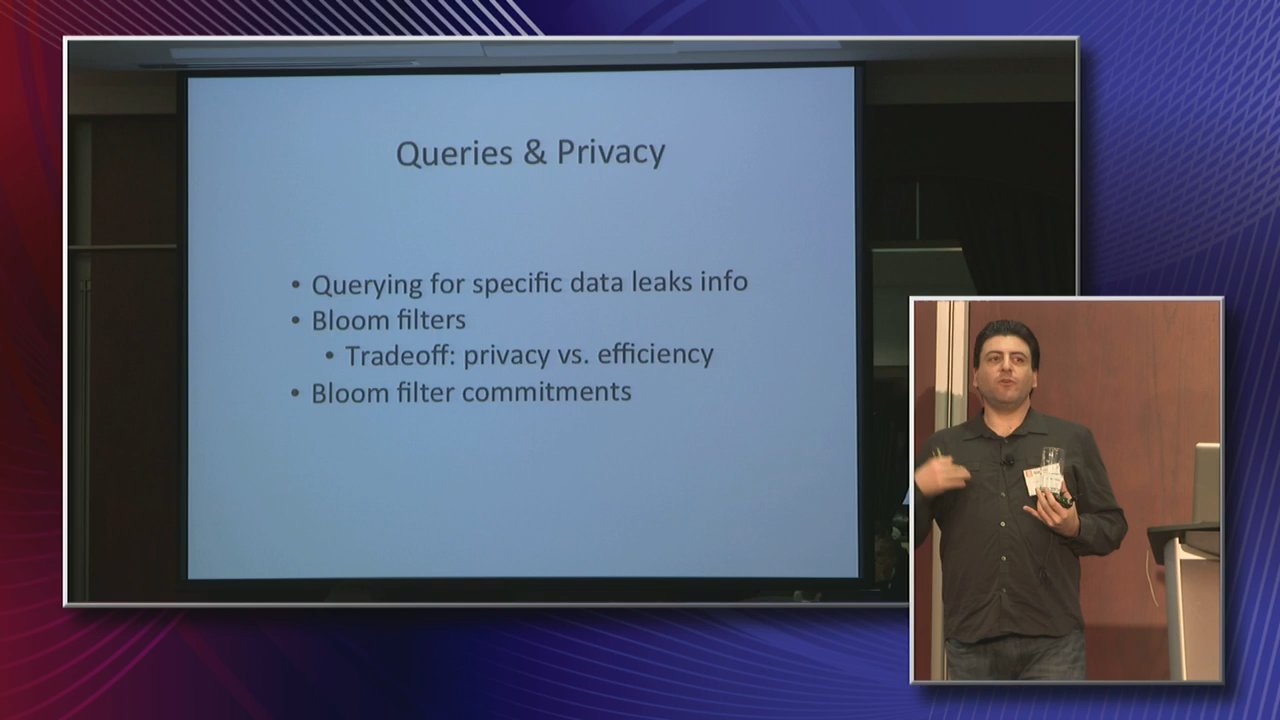 Queries & Privacy
• Querying for specific data leaks info
• Bloom filters
• Tradeoff: privacy vs. efficiency
• Bloom filter commitments